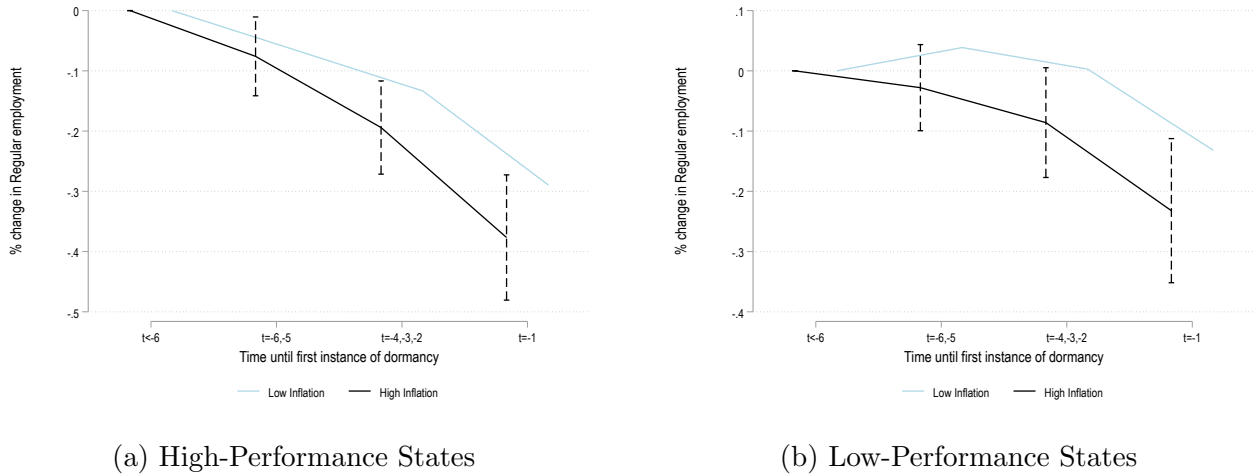 % change in Regular employment
0
-.1
-.2
-.3
-.4
-.5
t<-6
t=-6,-5
t=-4,-3,-2
t=-1
Time until first instance of dormancy
Low Inflation
High Inflation
(a) High-Performance States
% change in Regular employment
.1
0
-.1
-.2
-.3
-.4
t<-6
t=-6,-5
t=-4,-3,-2
t=-1
Time until first instance of dormancy
Low Inflation
High Inflation
(b) Low-Performance States